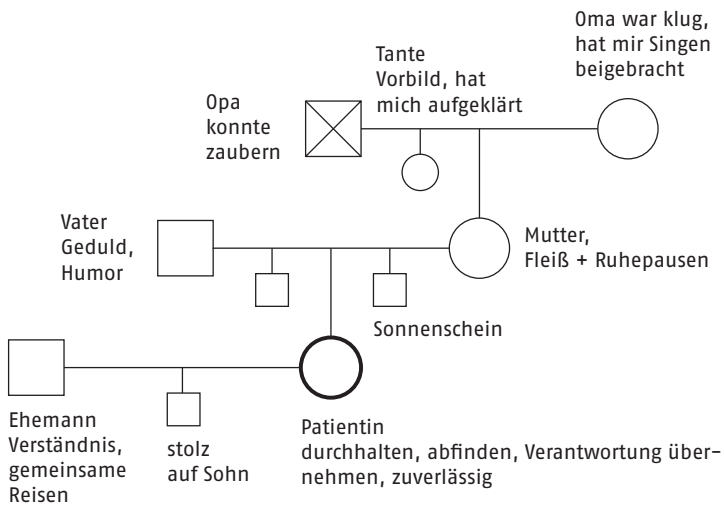 Oma war klug,
hat mir Singen
beigebracht
Tante
Vorbild, hat
mich aufgeklärt
Opa
konnte
zaubern
Vater
Geduld,
Humor
Mutter,
Fleiß + Ruhepausen
Sonnenschein
Ehemann
Verständnis,
gemeinsame
Reisen
stolz
auf Sohn
Patientin
durchhalten, abfinden, Verantwortung über-
nehmen, zuverlässig